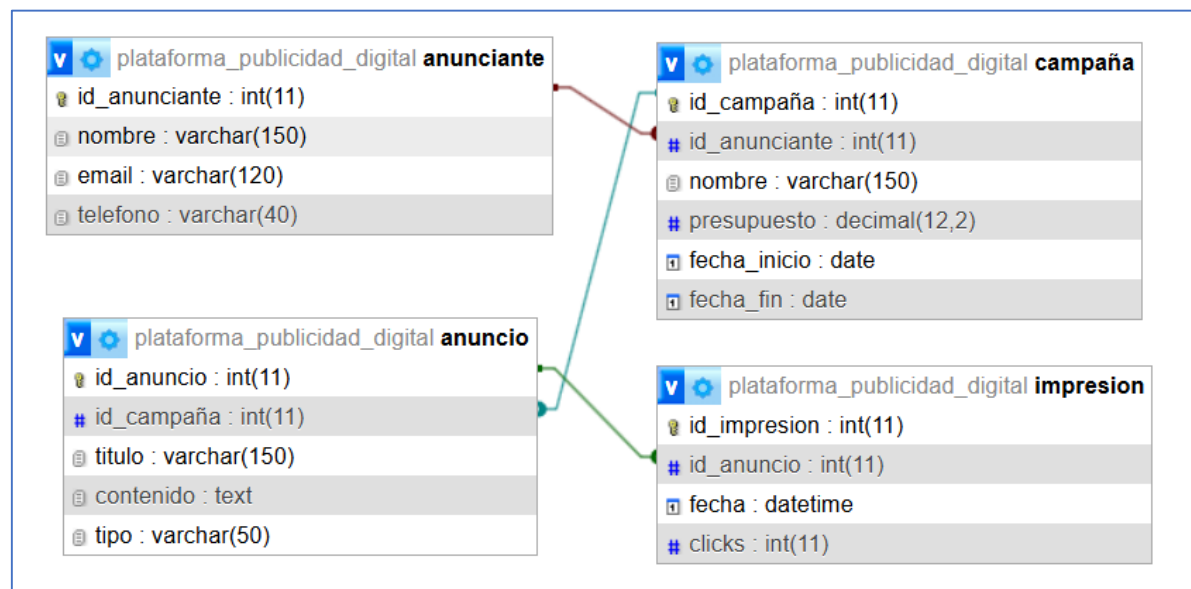 plataforma_publicidad_digital anunciante
id_anunciante : int(11)
nombre : varchar(150)
email : varchar(120)
telefono : varchar(40)
plataforma_publicidad_digital campaña
id_campaña : int(11)
id_anunciante : int(11)
nombre : varchar(150)
presupuesto : decimal(12,2)
fecha_inicio : date
fecha_fin : date
plataforma_publicidad_digital anuncio
id_anuncio : int(11)
id_campaña : int(11)
titulo : varchar(150)
contenido : text
tipo : varchar(50)
plataforma_publicidad_digital impresion
id_impresion : int(11)
id_anuncio : int(11)
fecha : datetime
clicks : int(11)